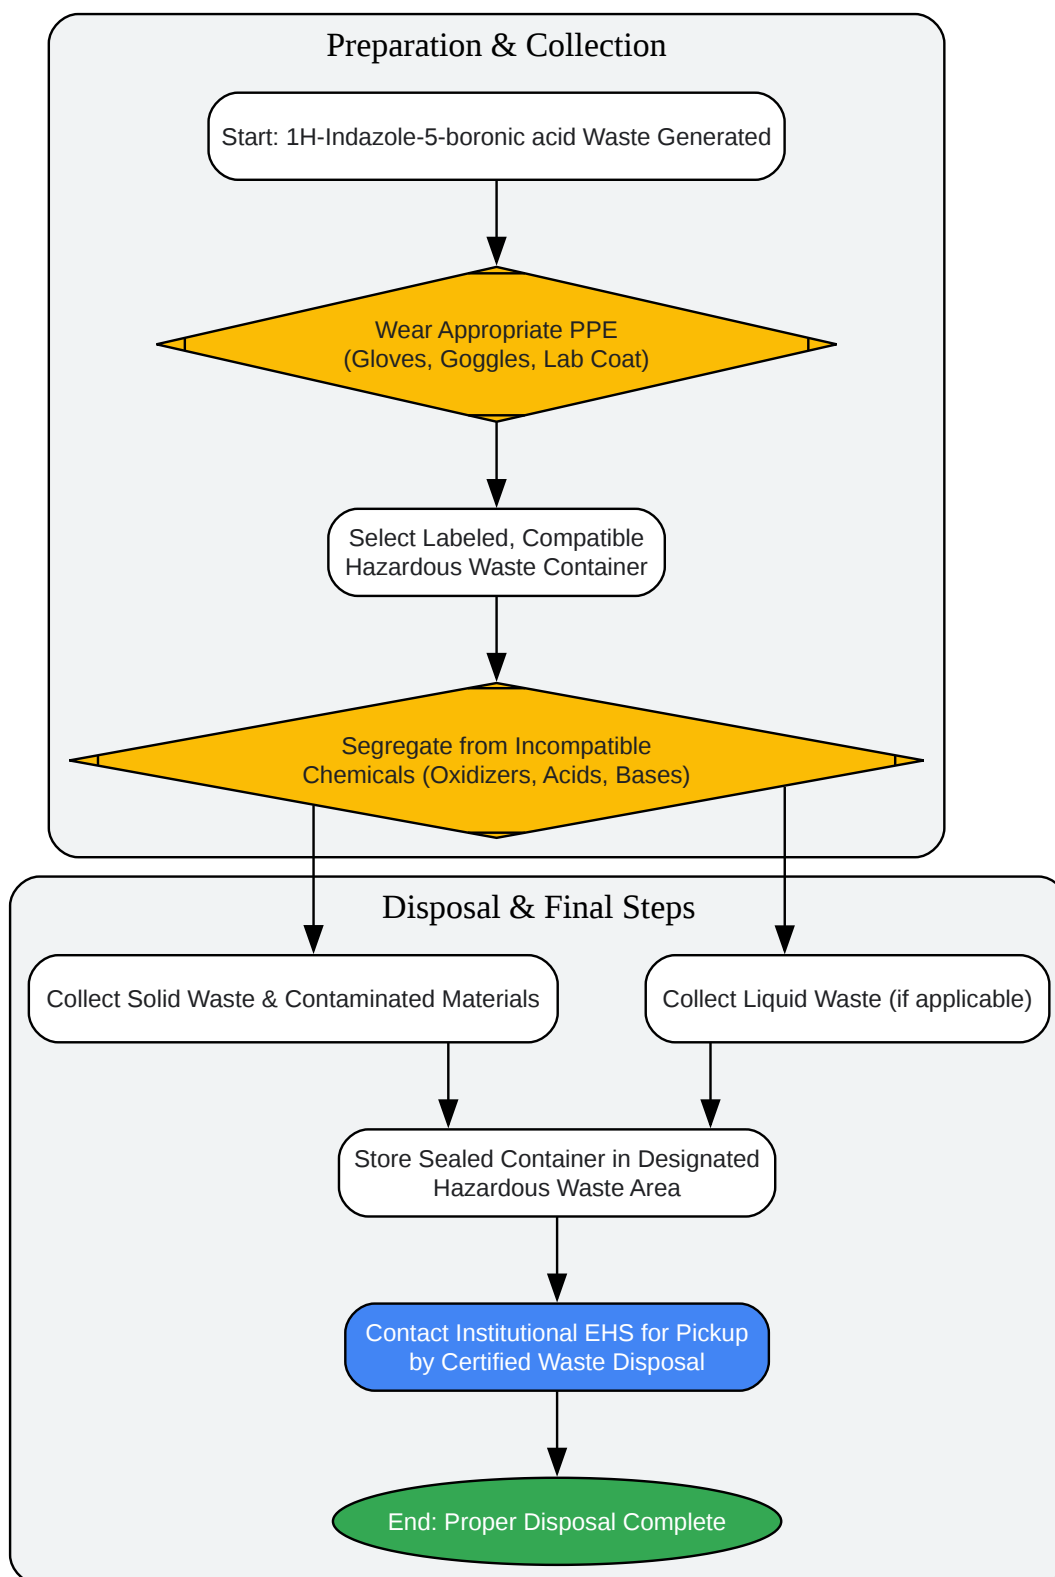 Preparation & Collection
Start: 1H-Indazole-5-boronic acid Waste Generated
Wear Appropriate PPE
(Gloves, Goggles, Lab Coat)
Select Labeled, Compatible
Hazardous Waste Container
Segregate from Incompatible
Chemicals (Oxidizers, Acids, Bases)
Disposal & Final Steps
Collect Solid Waste & Contaminated Materials
Collect Liquid Waste (if applicable)
Store Sealed Container in Designated
Hazardous Waste Area
Contact Institutional EHS for Pickup
by Certified Waste Disposal
End: Proper Disposal Complete